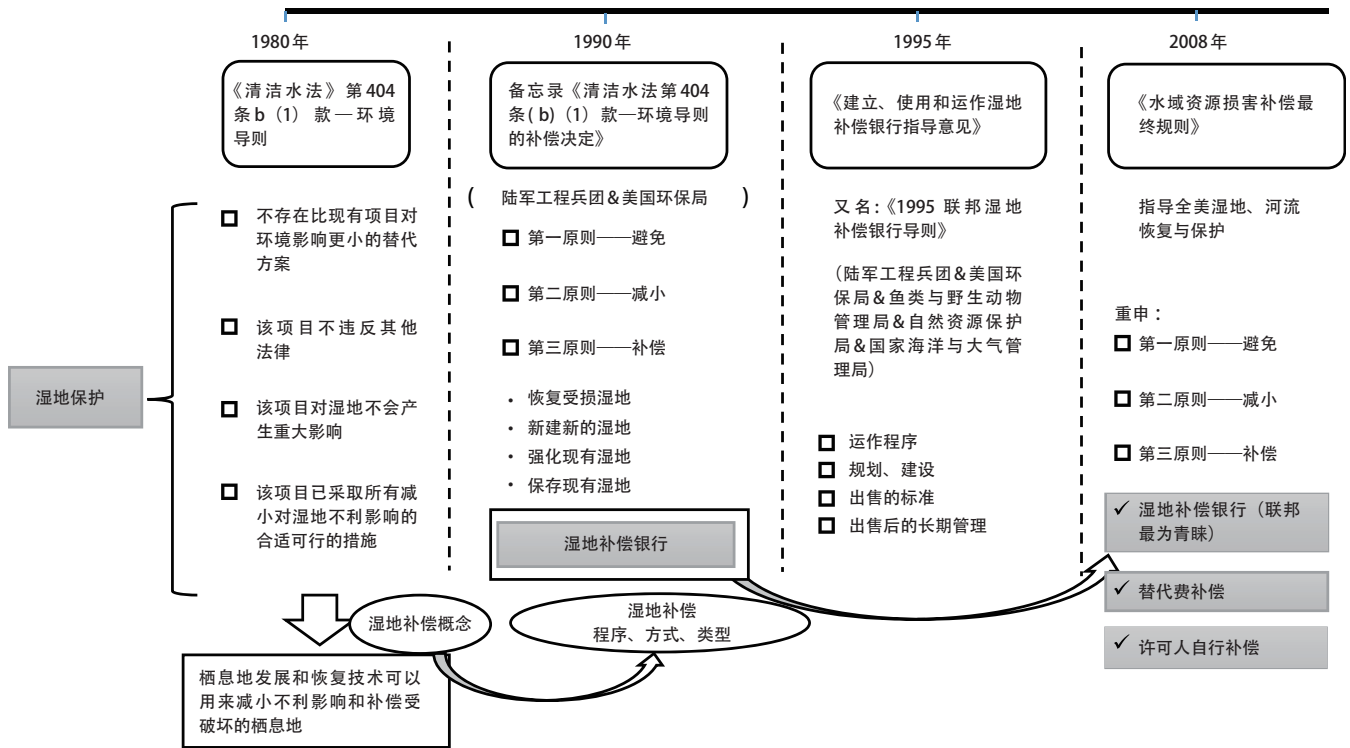 1980年
1990年
1995年
2008年
《清洁水法》第404
条b（1）款—环境
导则
备忘录《清洁水法第404
条(b)（1）款—环境导则
的补偿决定》
《建立、使用和运作湿地
补偿银行指导意见》
《水域资源损害补偿最
终规则》
湿地保护
不存在比现有项目对
环境影响更小的替代
方案
该项目不违反其他
法律
该项目对湿地不会产
生重大影响
该项目已采取所有减
小对湿地不利影响的
合适可行的措施
(陆军工程兵团&美国环保局)
第一原则——避免
第二原则——减小
第三原则——补偿
· 恢复受损湿地
· 新建新的湿地
· 强化现有湿地
· 保存现有湿地
湿地补偿银行
又名：《1995 联邦湿地
补偿银行导则》
（陆军工程兵团&美国环
保局&鱼类与野生动物
管理局&自然资源保护
局&国家海洋与大气管
理局）
运作程序
规划、建设
出售的标准
出售后的长期管理
指导全美湿地、河流
恢复与保护
重申：
第一原则——避免
第二原则——减小
第三原则——补偿
✓ 湿地补偿银行（联邦
最为青睐）
✓ 替代费补偿
✓ 许可人自行补偿
湿地补偿概念
湿地补偿
程序、方式、类型
栖息地发展和恢复技术可以
用来减小不利影响和补偿受
破坏的栖息地